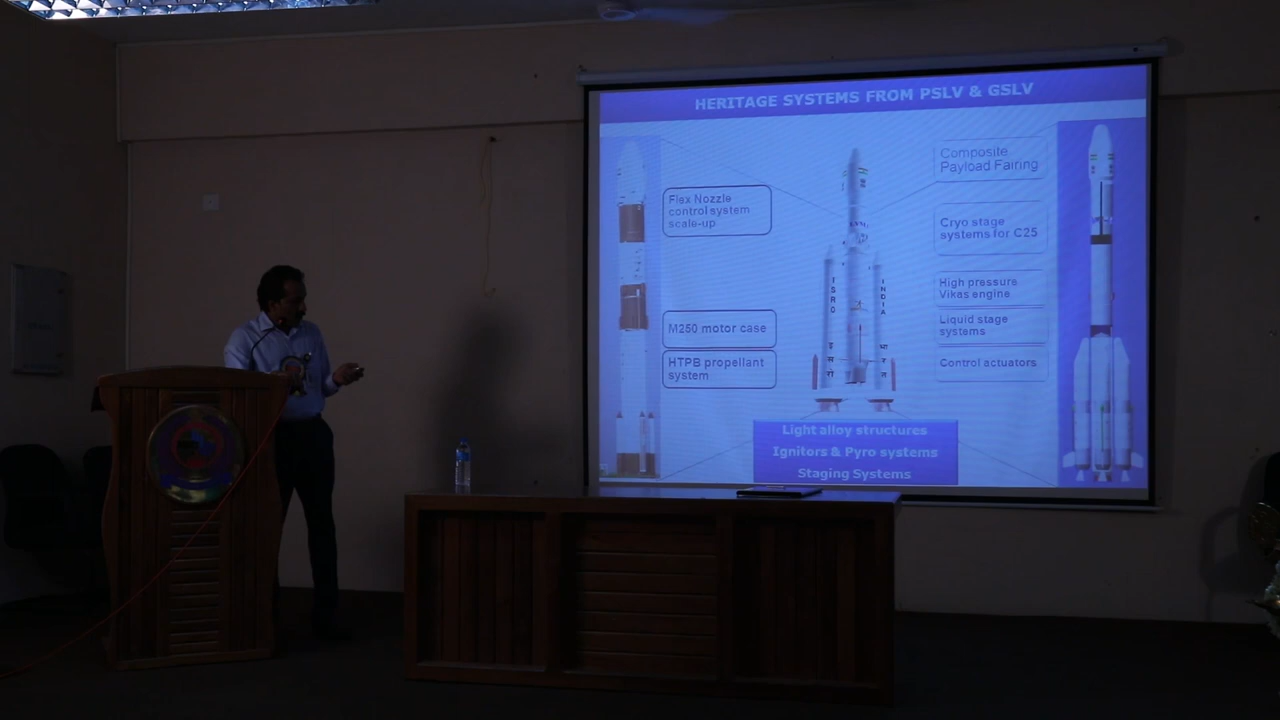 HERITAGE SYSTEMS FROM PSLV & GSLV
Flex Nozzle
control system
scale-up
M250 motor case
HTPB propellant
system
Composite
Payload Fairing
Cryo stage
systems for C25
High pressure
Vikas engine
Liquid stage
systems
Control actuators
ISRO
INDIA
इसरो
भारत
Light alloy structures
Ignitors & Pyro systems
Staging Systems